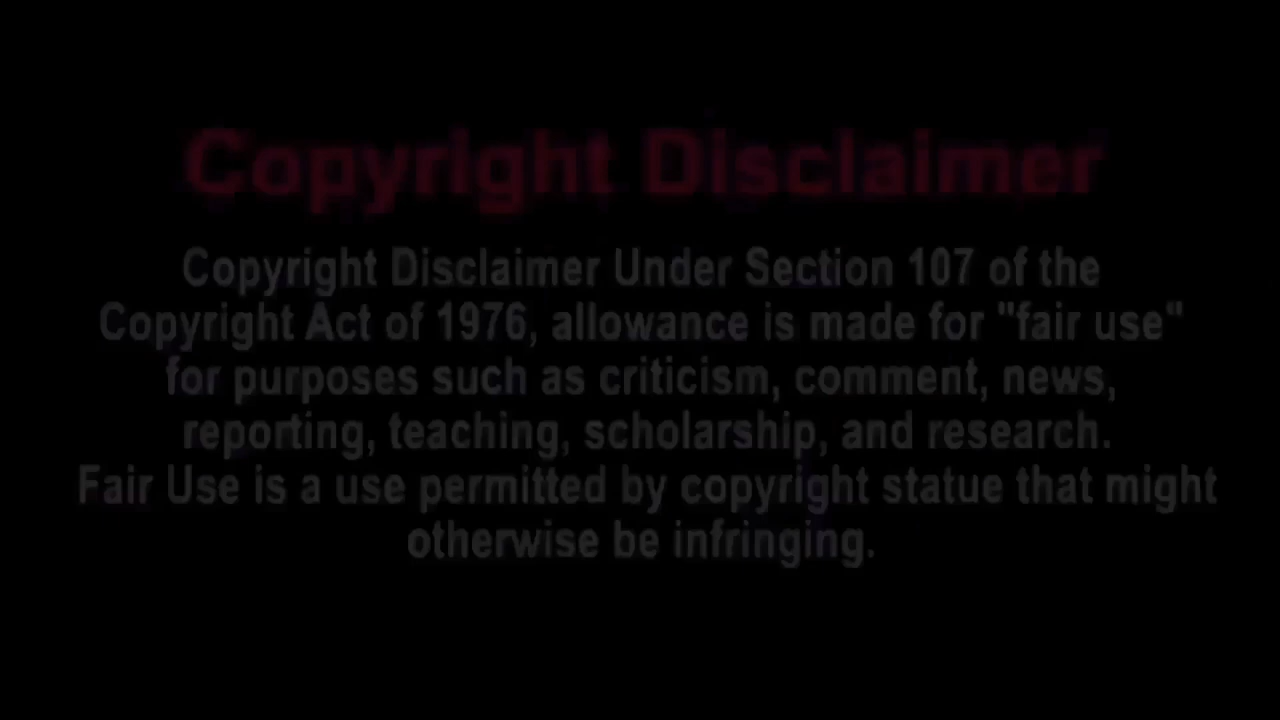 Copyright Disclaimer
Copyright Disclaimer Under Section 107 of the
Copyright Act of 1976, allowance is made for "fair use"
for purposes such as criticism, comment, news,
reporting, teaching, scholarship, and research.
Fair Use is a use permitted by copyright statue that might
otherwise be infringing.